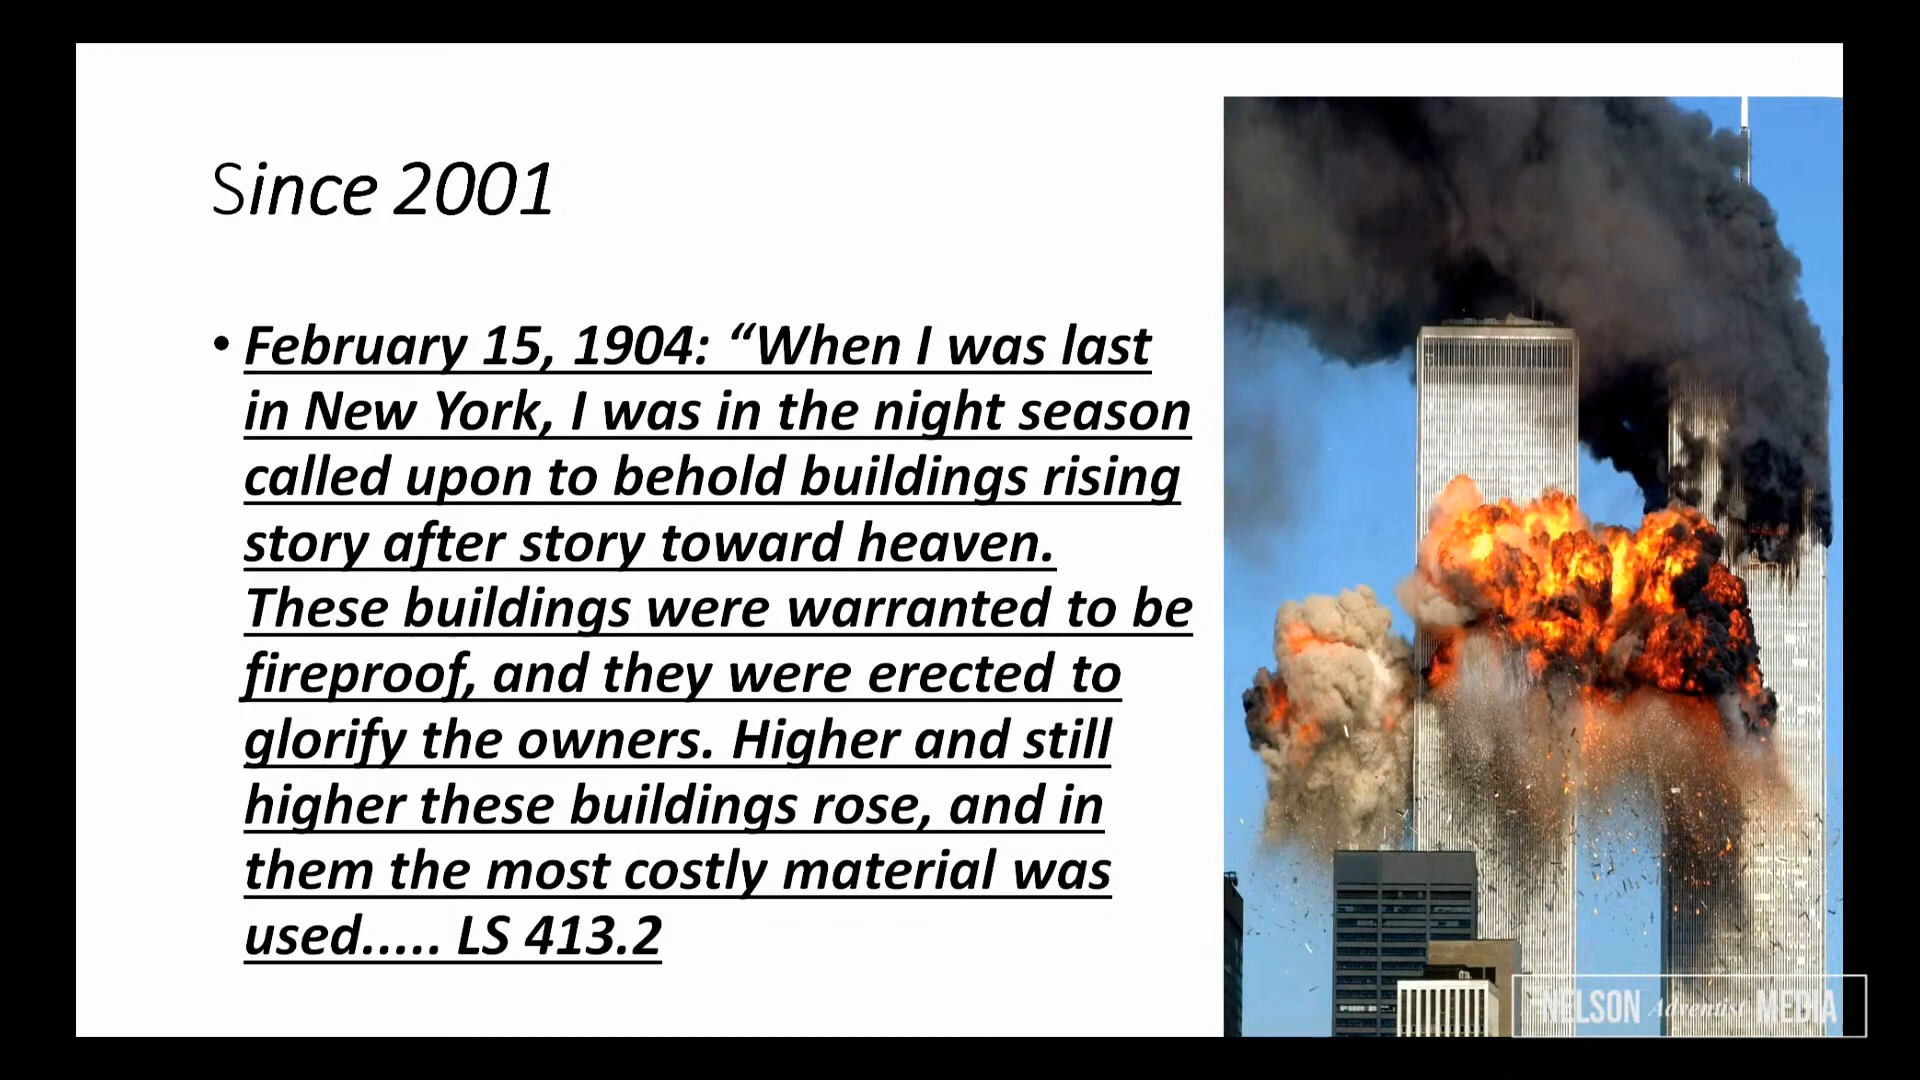 Since 2001
• February 15, 1904: “When I was last
in New York, I was in the night season
called upon to behold buildings rising
story after story toward heaven.
These buildings were warranted to be
fireproof, and they were erected to
glorify the owners. Higher and still
higher these buildings rose, and in
them the most costly material was
used..... LS 413.2
NELSON Adventist MEDIA